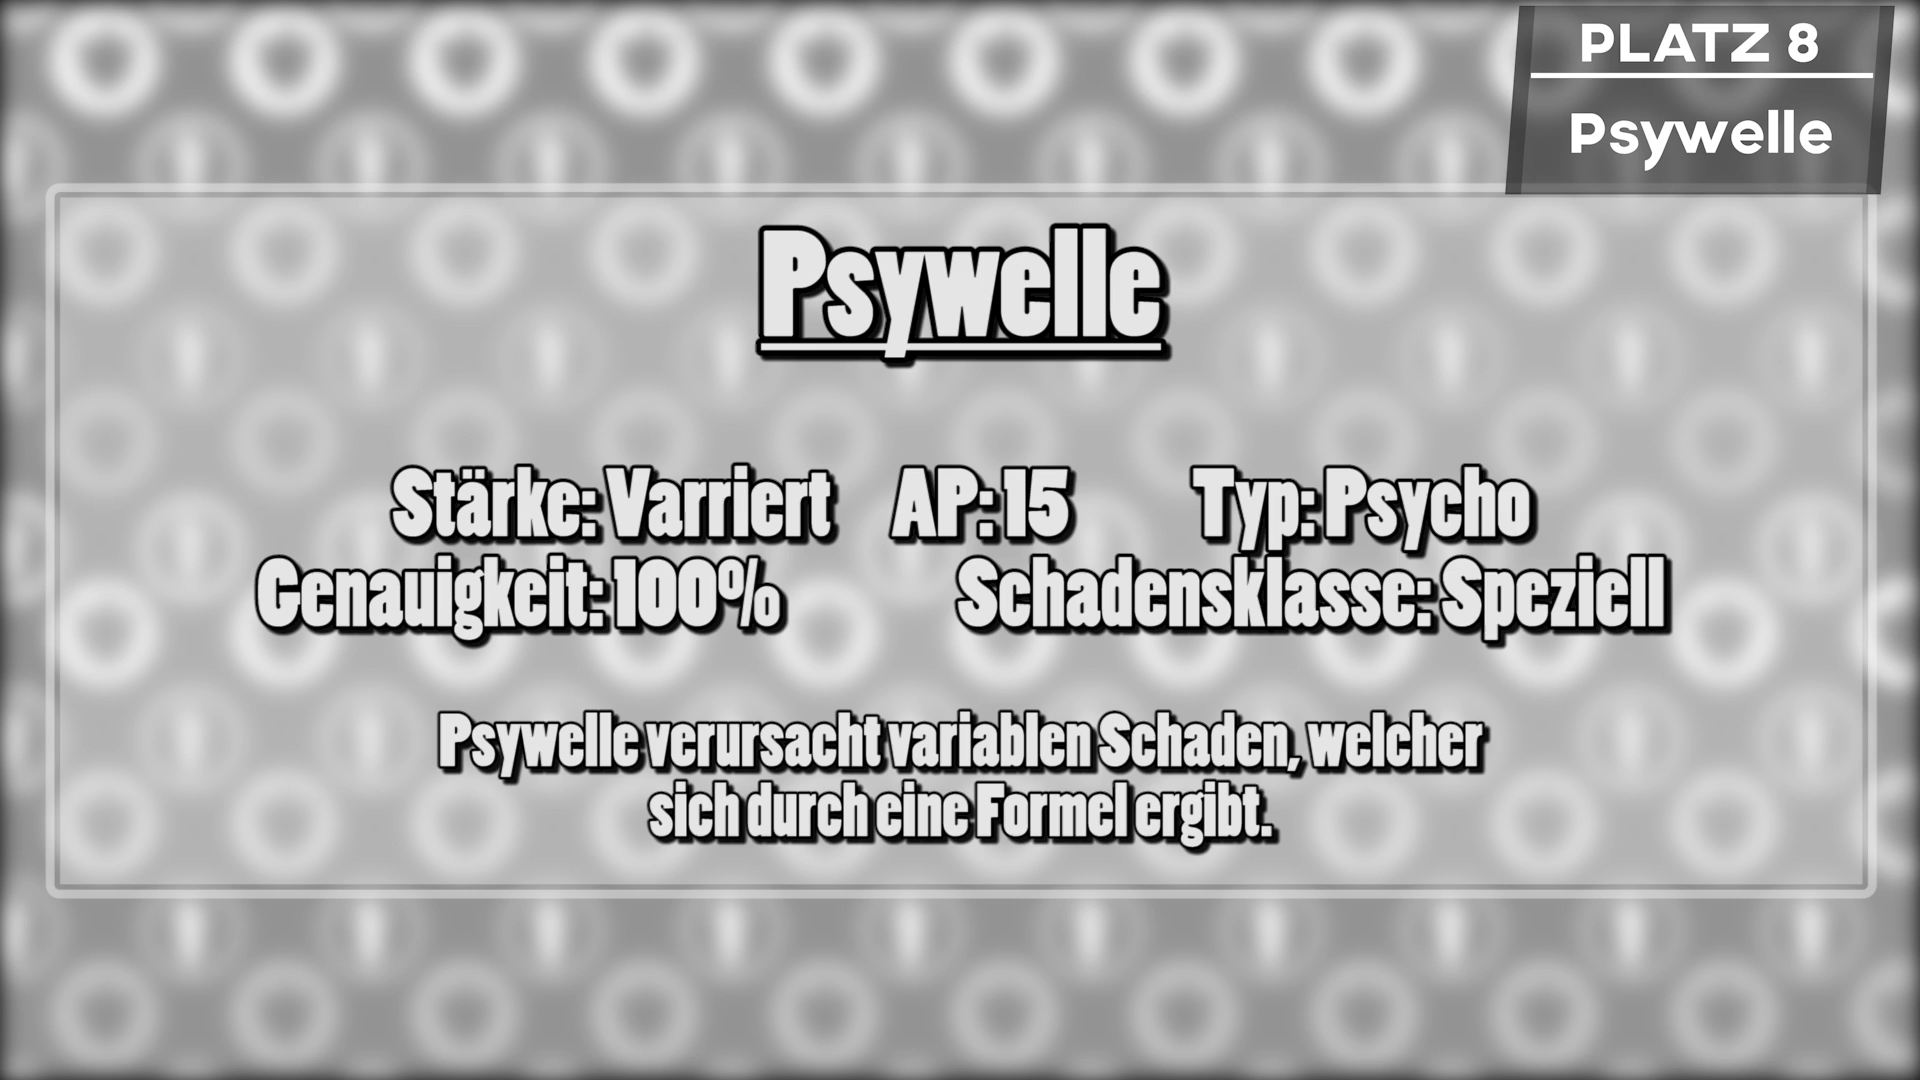 PLATZ 8
Psywelle
Psywelle
Stärke: Varriert AP: 15 Typ: Psycho
Genauigkeit: 100% Schadensklasse: Speziell
Psywelle verursacht variablen Schaden, welcher
sich durch eine Formel ergibt.